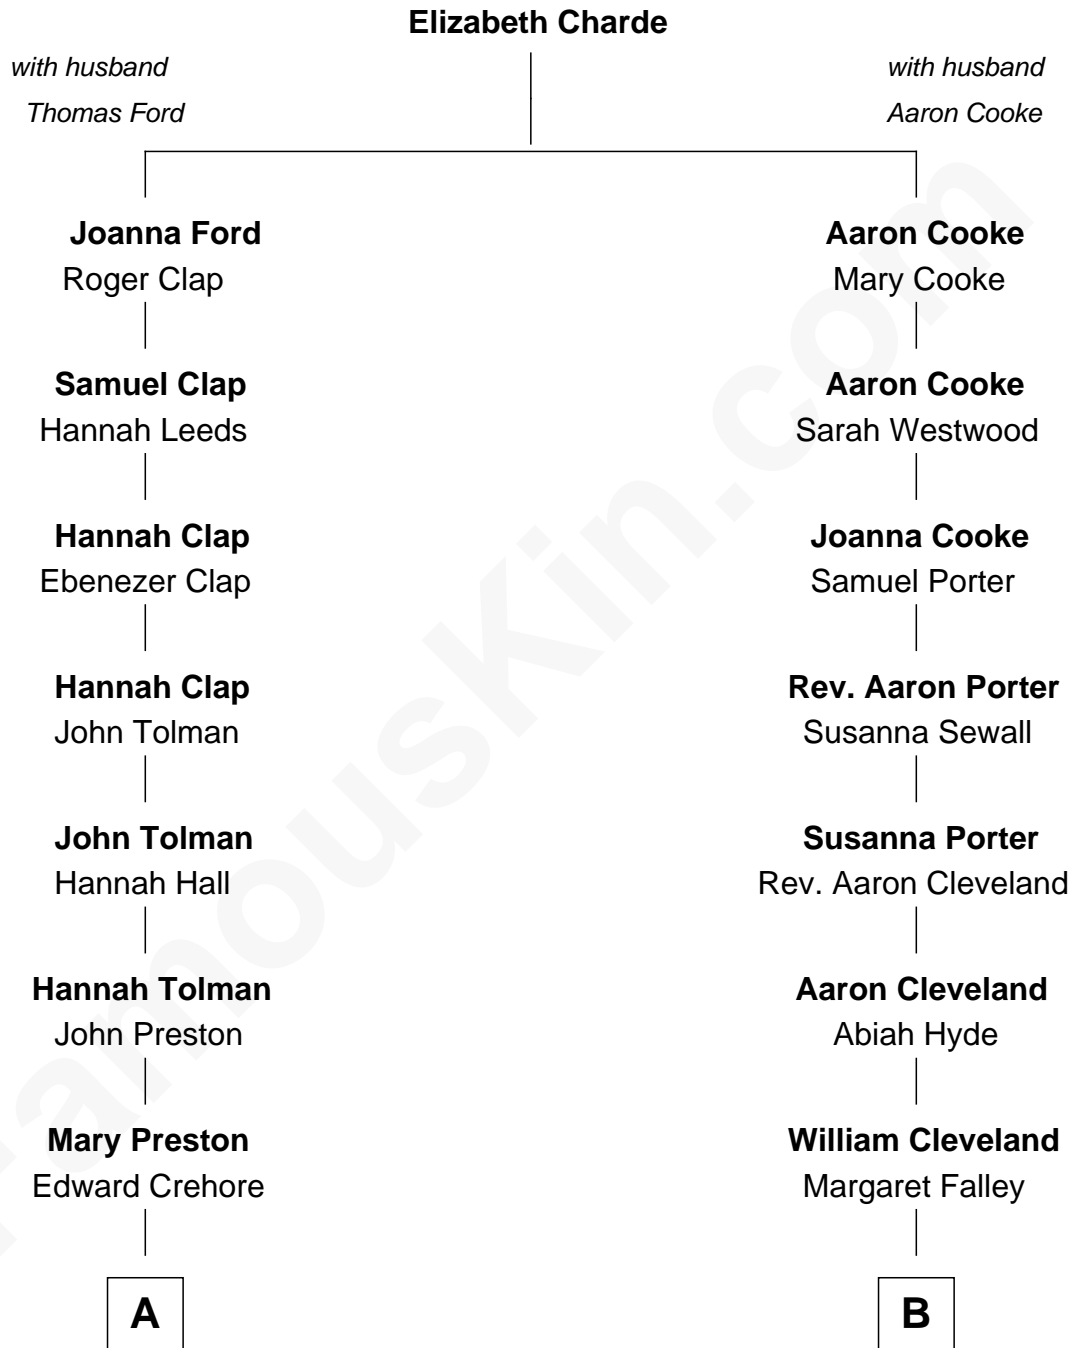 Elizabeth Charde
with husband
Thomas Ford
with husband
Aaron Cooke
Joanna Ford
Roger Clap
Aaron Cooke
Mary Cooke
Samuel Clap
Hannah Leeds
Aaron Cooke
Sarah Westwood
Hannah Clap
Ebenezer Clap
Joanna Cooke
Samuel Porter
Hannah Clap
John Tolman
Rev. Aaron Porter
Susanna Sewall
John Tolman
Hannah Hall
Susanna Porter
Rev. Aaron Cleveland
Hannah Tolman
John Preston
Aaron Cleveland
Abiah Hyde
Mary Preston
Edward Crehore
William Cleveland
Margaret Falley
A
B
FamousKin.com